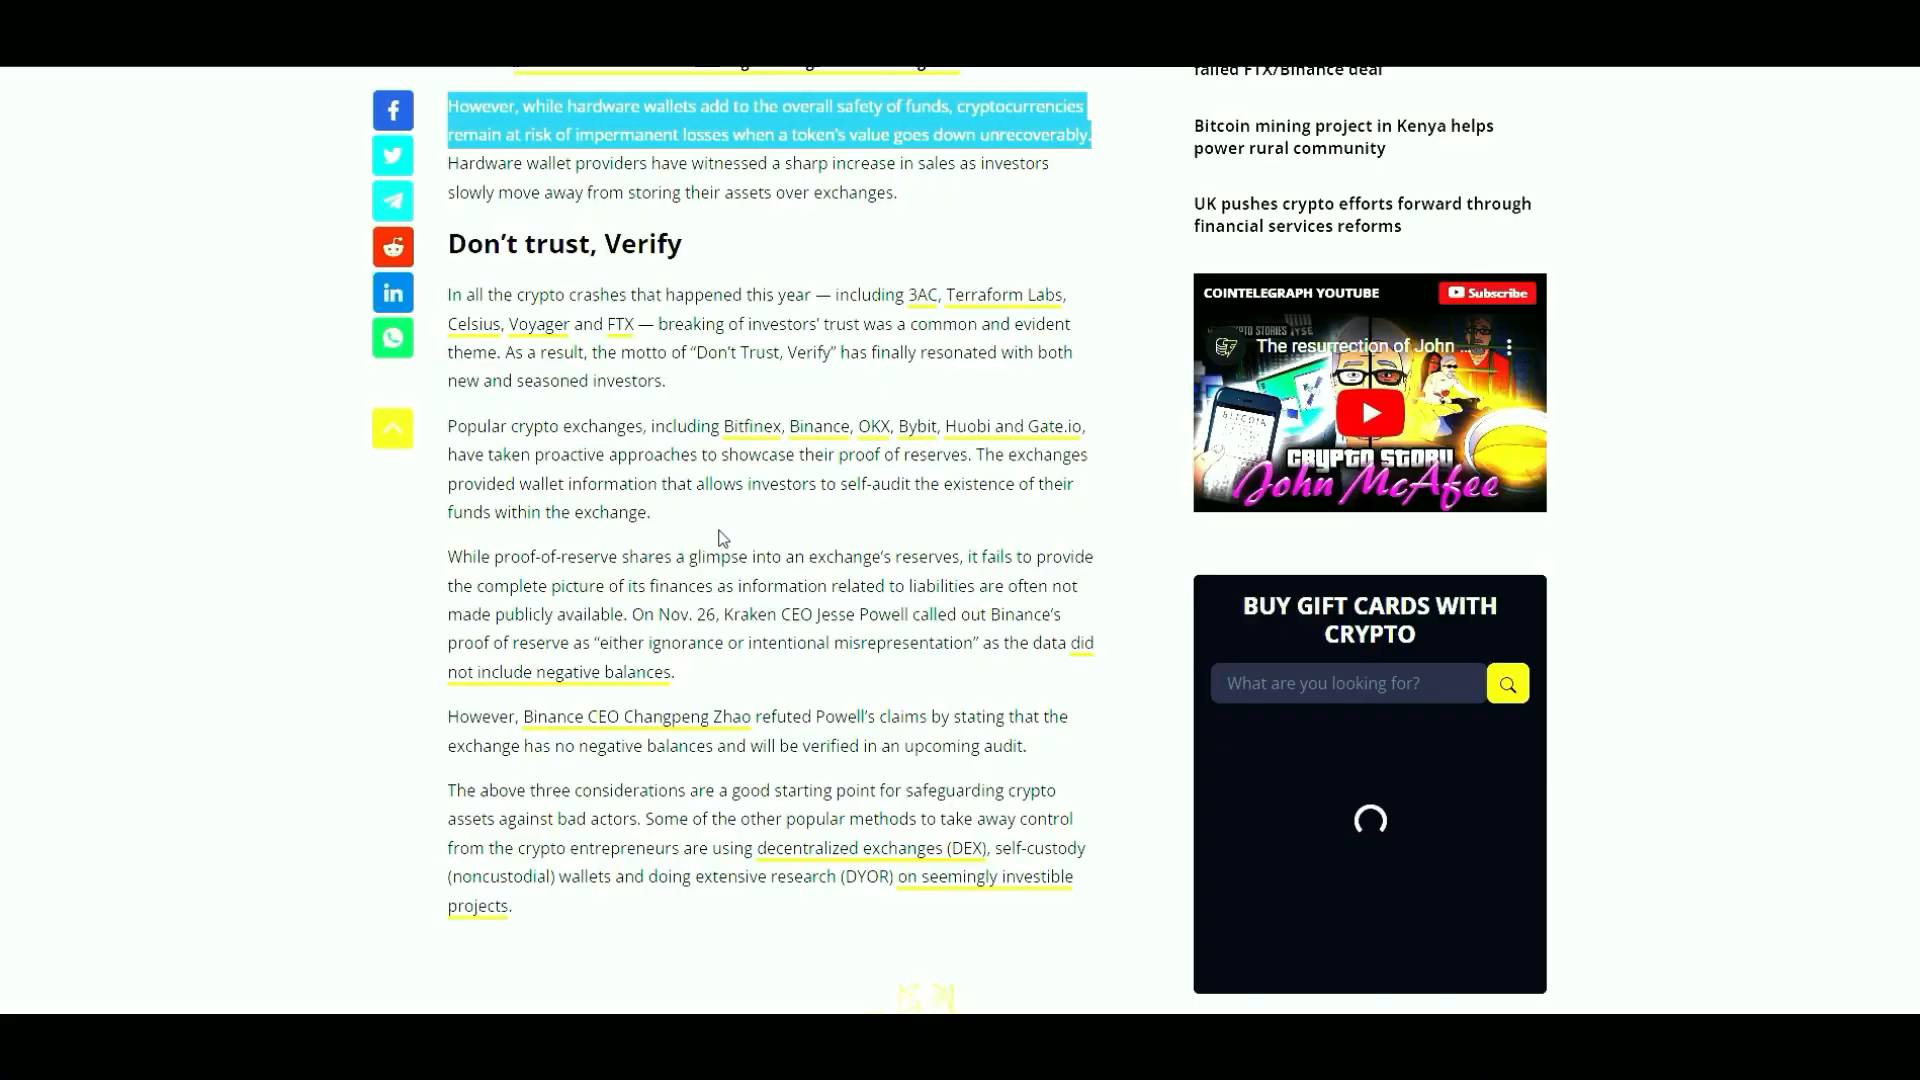 However, while hardware wallets add to the overall safety of funds, cryptocurrencies
remain at risk of impermanent losses when a token's value goes down unrecoverably.
Hardware wallet providers have witnessed a sharp increase in sales as investors
slowly move away from storing their assets over exchanges.
Don’t trust, Verify
In all the crypto crashes that happened this year — including 3AC, Terraform Labs,
Celsius, Voyager and FTX — breaking of investors’ trust was a common and evident
theme. As a result, the motto of “Don’t Trust, Verify” has finally resonated with both
new and seasoned investors.
Popular crypto exchanges, including Bitfinex, Binance, OKX, Bybit, Huobi and Gate.io,
have taken proactive approaches to showcase their proof of reserves. The exchanges
provided wallet information that allows investors to self-audit the existence of their
funds within the exchange.
While proof-of-reserve shares a glimpse into an exchange’s reserves, it fails to provide
the complete picture of its finances as information related to liabilities are often not
made publicly available. On Nov. 26, Kraken CEO Jesse Powell called out Binance’s
proof of reserve as “either ignorance or intentional misrepresentation” as the data did
not include negative balances.
However, Binance CEO Changpeng Zhao refuted Powell’s claims by stating that the
exchange has no negative balances and will be verified in an upcoming audit.
The above three considerations are a good starting point for safeguarding crypto
assets against bad actors. Some of the other popular methods to take away control
from the crypto entrepreneurs are using decentralized exchanges (DEX), self-custody
(noncustodial) wallets and doing extensive research (DYOR) on seemingly investible
projects.
failed FTX/Binance deal
Bitcoin mining project in Kenya helps
power rural community
UK pushes crypto efforts forward through
financial services reforms
COINTELEGRAPH YOUTUBE
Subscribe
The resurrection of John ...
BITCOIN
CRYPTO STORY
John McAfee
BUY GIFT CARDS WITH
CRYPTO
What are you looking for?